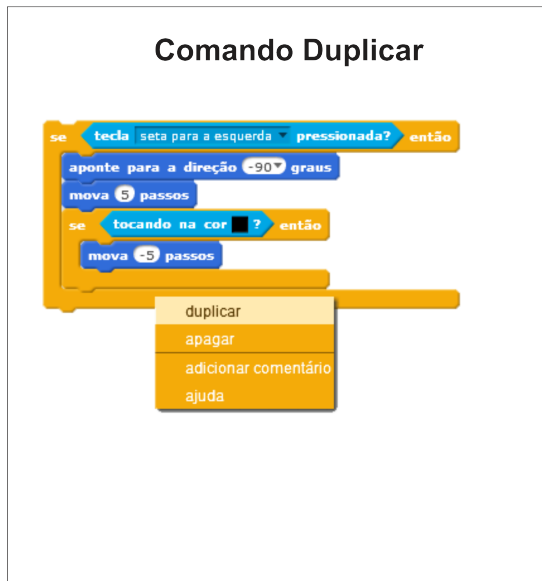 Comando Duplicar
se tecla seta para a esquerda pressionada? então
aponte para a direção -90 graus
mova 5 passos
se tocando na cor ? então
mova -5 passos
duplicar
apagar
adicionar comentário
ajuda